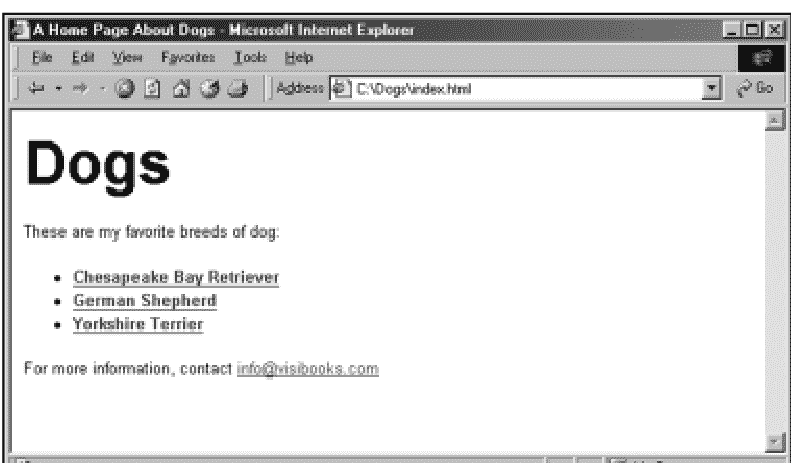 A Home Page About Dogs - Microsoft Internet Explorer
File Edit View Favorites Tools Help
Address C:\Dogs\index.html Go
Dogs
These are my favorite breeds of dog:
• Chesapeake Bay Retriever
• German Shepherd
• Yorkshire Terrier
For more information, contact info@visibooks.com